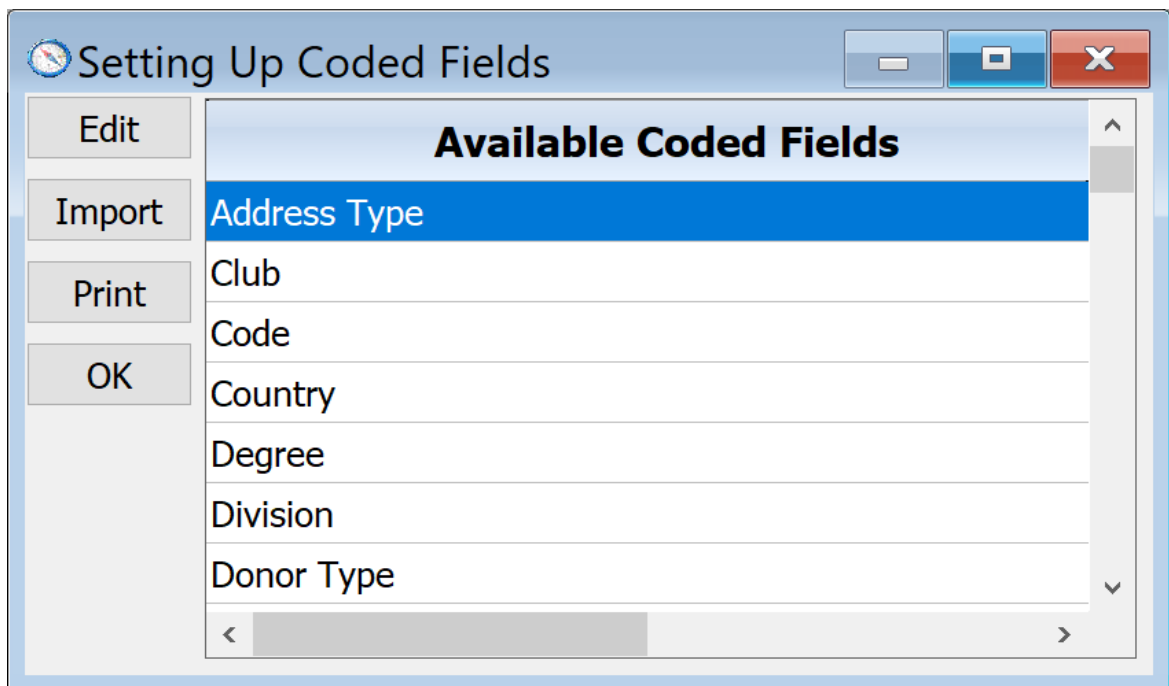 Setting Up Coded Fields
Edit
Import
Print
OK
Available Coded Fields
Address Type
Club
Code
Country
Degree
Division
Donor Type